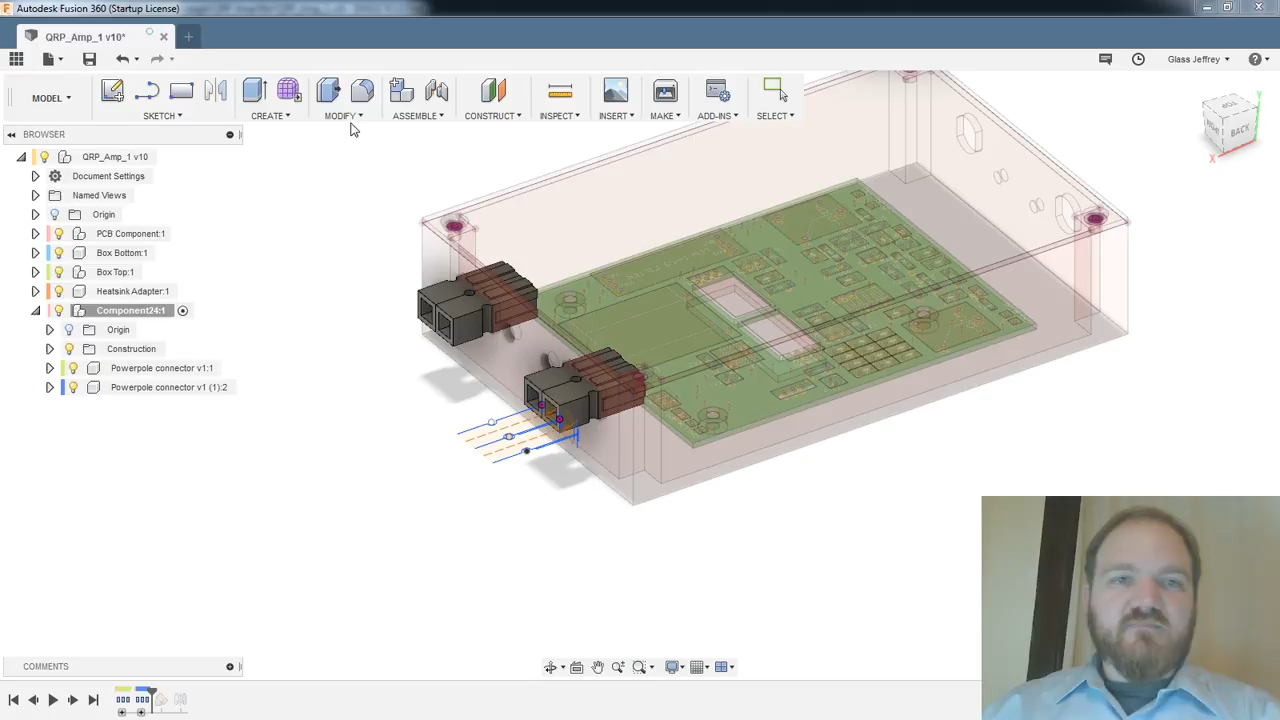 Autodesk Fusion 360 (Startup License)
QRP_Amp_1 v10*
Glass Jeffrey
MODEL
SKETCH
CREATE
MODIFY
ASSEMBLE
CONSTRUCT
INSPECT
INSERT
MAKE
ADD-INS
SELECT
BROWSER
QRP_Amp_1 v10
Document Settings
Named Views
Origin
PCB Component:1
Box Bottom:1
Box Top:1
Heatsink Adapter:1
Component24:1
Origin
Construction
Powerpole connector v1:1
Powerpole connector v1 (1):2
TOP
BACK
Y
X
COMMENTS